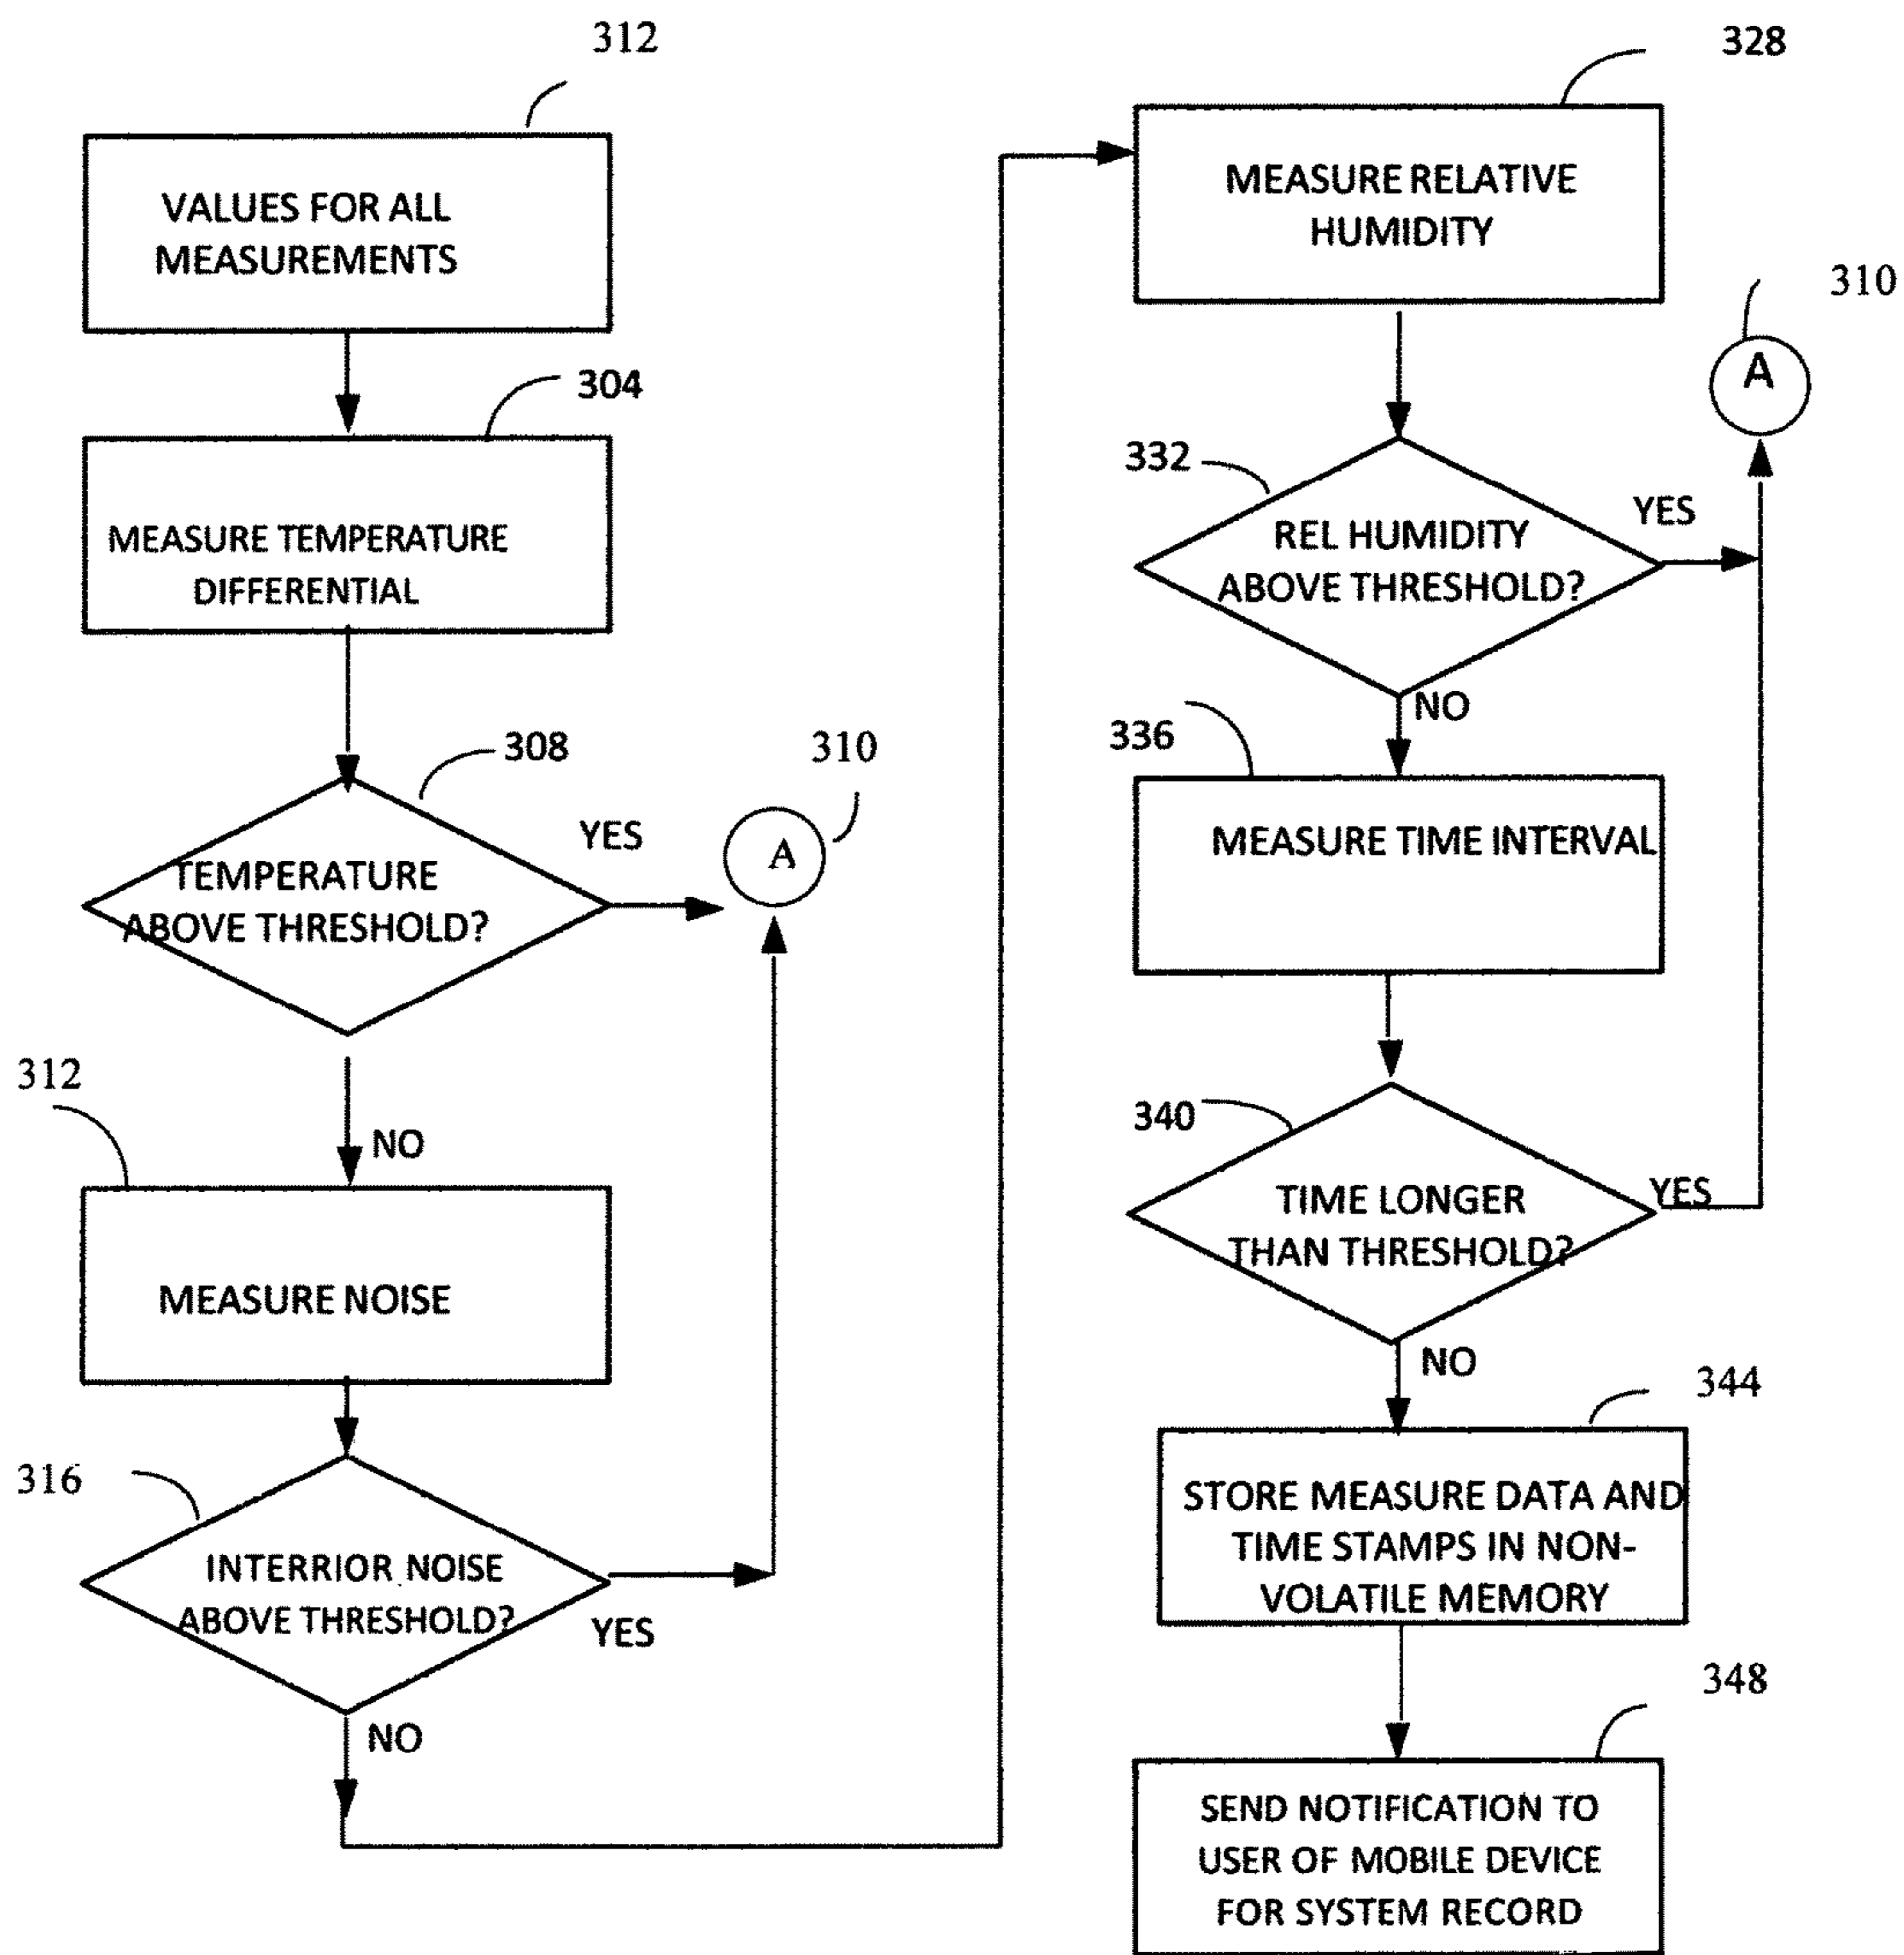 312
VALUES FOR ALL
MEASUREMENTS
304
MEASURE TEMPERATURE
DIFFERENTIAL
308
310
YES
A
TEMPERATURE
ABOVE THRESHOLD?
312
NO
MEASURE NOISE
316
INTERRIOR NOISE
ABOVE THRESHOLD?
YES
NO
328
MEASURE RELATIVE
HUMIDITY
310
A
332
YES
REL HUMIDITY
ABOVE THRESHOLD?
NO
336
MEASURE TIME INTERVAL
340
YES
TIME LONGER
THAN THRESHOLD?
NO
344
STORE MEASURE DATA AND
TIME STAMPS IN NON-
VOLATILE MEMORY
348
SEND NOTIFICATION TO
USER OF MOBILE DEVICE
FOR SYSTEM RECORD